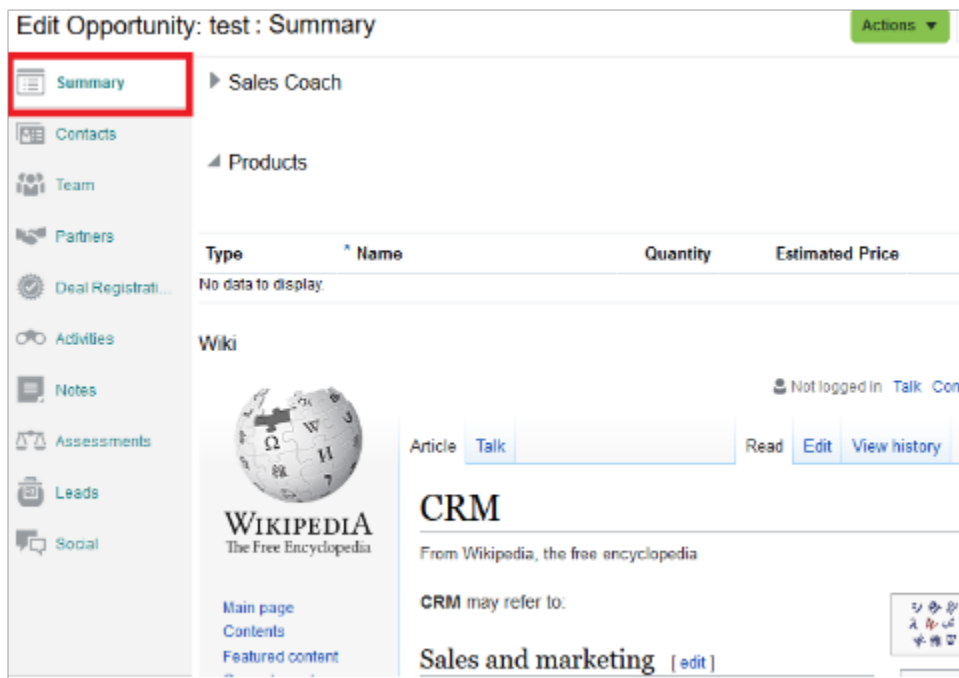 Edit Opportunity: test : Summary
Actions
Summary
Contacts
Team
Partners
Deal Registrati...
Activities
Notes
Assessments
Leads
Social
Sales Coach
Products
Type * Name Quantity Estimated Price
No data to display.
Wiki
Not logged in Talk
Article Talk Read Edit View history
WIKIPEDIA
The Free Encyclopedia
Main page
Contents
Featured content
CRM
From Wikipedia, the free encyclopedia
CRM may refer to:
Sales and marketing [ edit ]